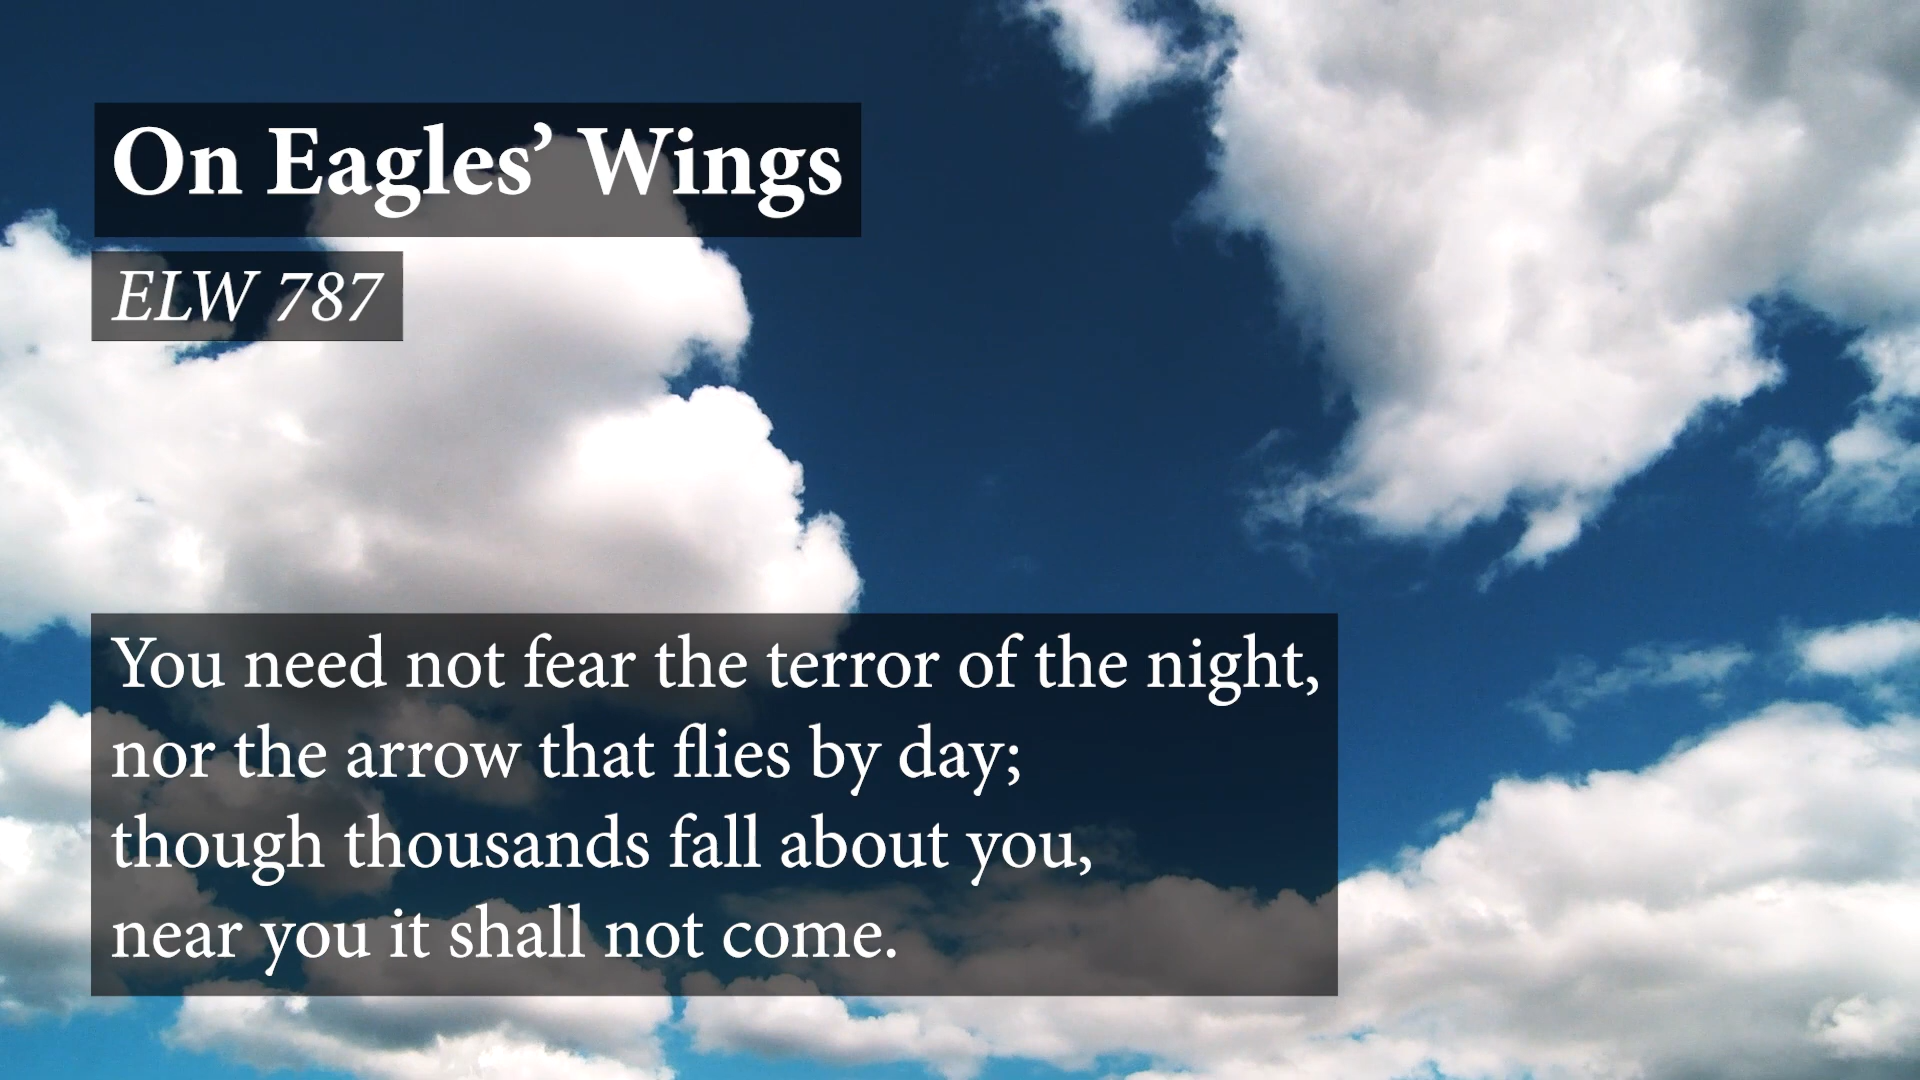 On Eagles’ Wings
ELW 787
You need not fear the terror of the night,
nor the arrow that flies by day;
though thousands fall about you,
near you it shall not come.